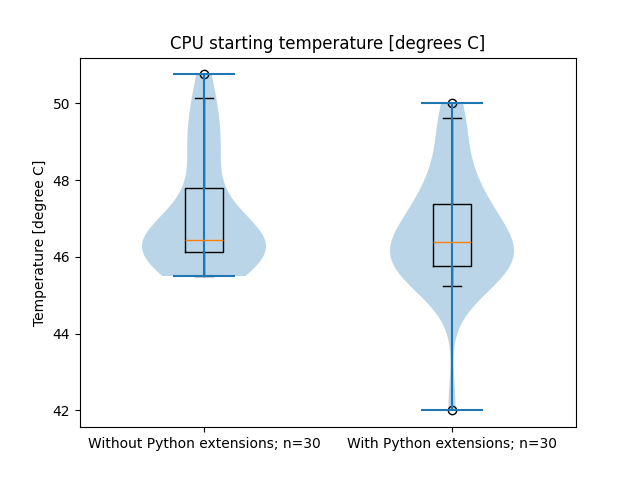 CPU starting temperature [degrees C]
Temperature [degree C]
50
48
46
44
42
Without Python extensions; n=30
With Python extensions; n=30